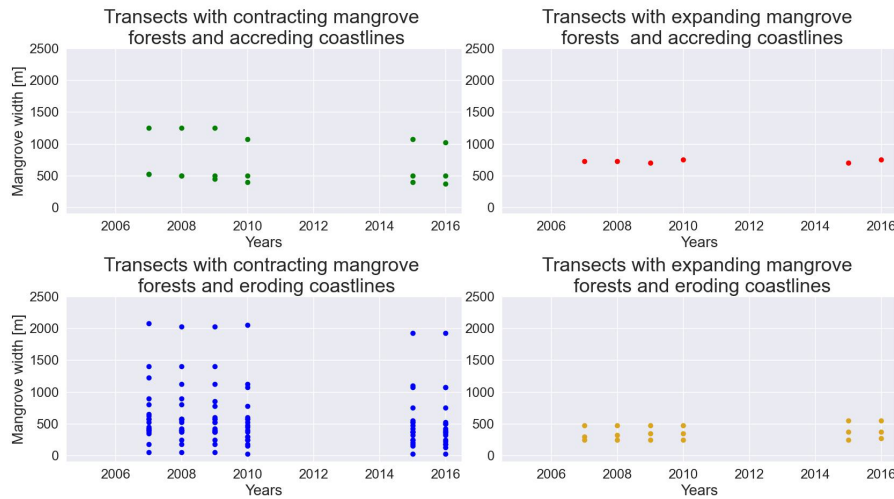 Transects with contracting mangrove
forests and accreding coastlines
2500
2000
1500
1000
500
0
Mangrove width [m]
2006 2008 2010 2012 2014 2016
Years
Transects with expanding mangrove
forests  and accreding coastlines
2500
2000
1500
1000
500
0
2006 2008 2010 2012 2014 2016
Years
Transects with contracting mangrove
forests and eroding coastlines
2500
2000
1500
1000
500
0
Mangrove width [m]
2006 2008 2010 2012 2014 2016
Years
Transects with expanding mangrove
forests and eroding coastlines
2500
2000
1500
1000
500
0
2006 2008 2010 2012 2014 2016
Years